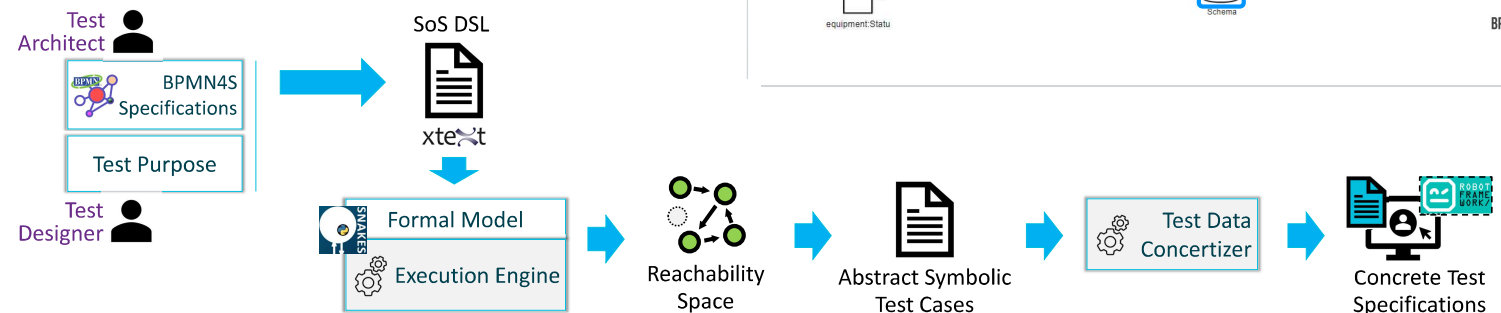 Test
Architect
BPMN4S
Specifications
BPMS
Test Purpose
Test
Designer
SoS DSL
xtext
SNAKES
Formal Model
Execution Engine
Reachability
Space
Abstract Symbolic
Test Cases
Test Data
Concertizer
ROBOT
FRAME
WORK/
Concrete Test
Specifications
equipment:Statu
Schema